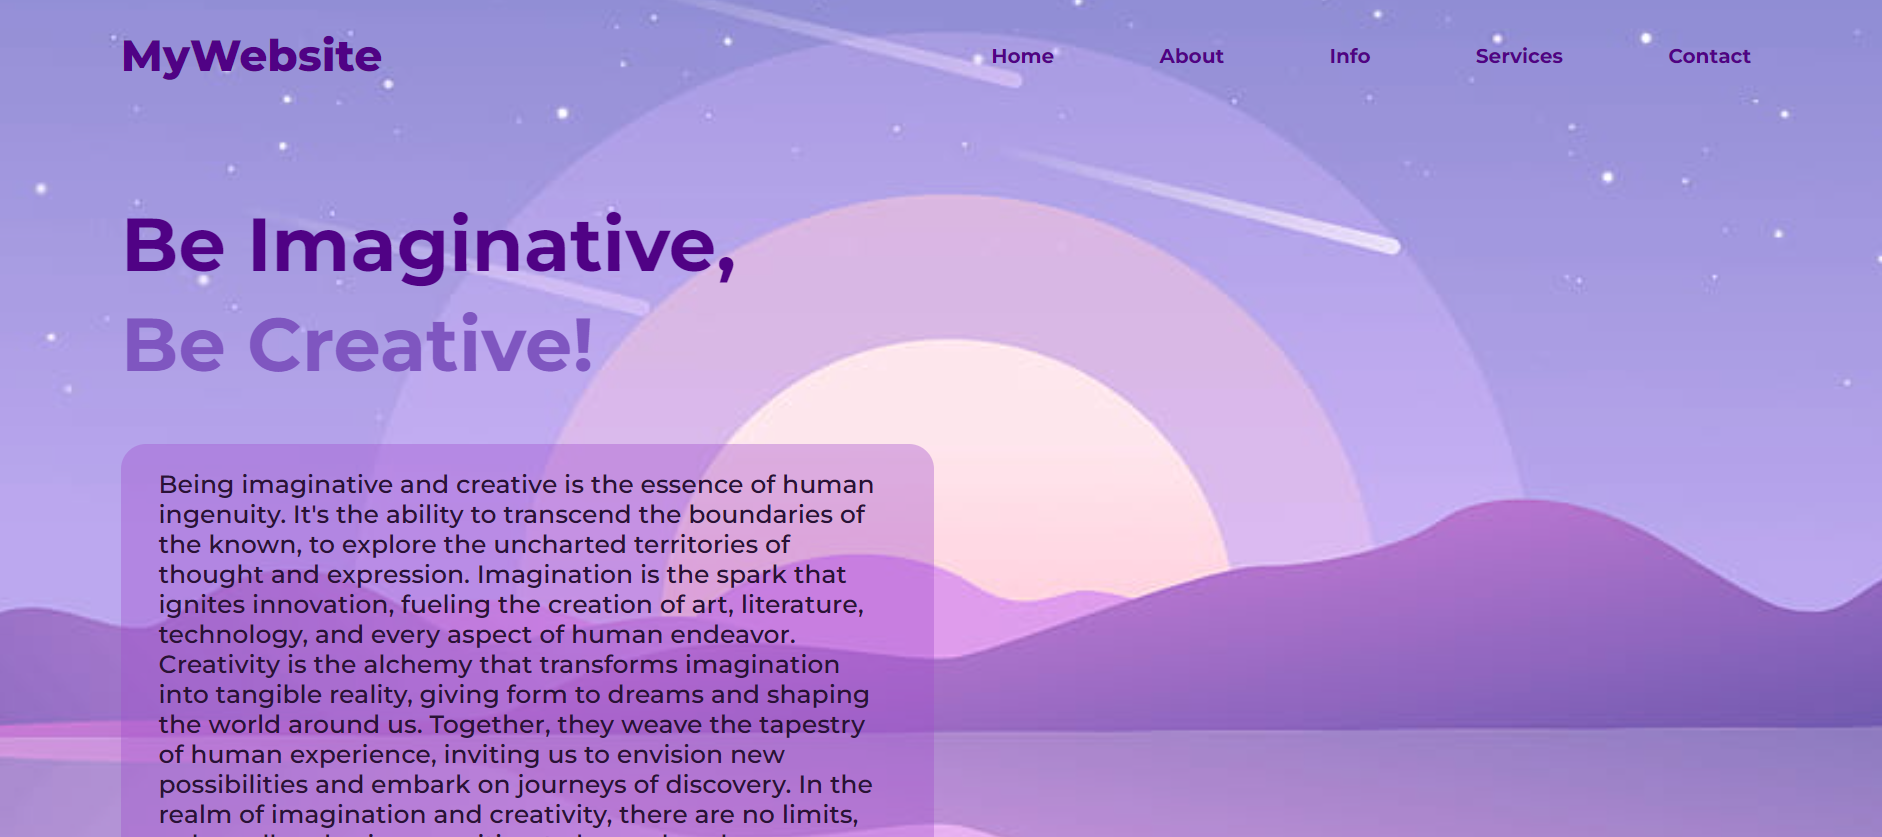 MyWebsite
Home About Info Services Contact
Be Imaginative,
Be Creative!
Being imaginative and creative is the essence of human
ingenuity. It's the ability to transcend the boundaries of
the known, to explore the uncharted territories of
thought and expression. Imagination is the spark that
ignites innovation, fueling the creation of art, literature,
technology, and every aspect of human endeavor.
Creativity is the alchemy that transforms imagination
into tangible reality, giving form to dreams and shaping
the world around us. Together, they weave the tapestry
of human experience, inviting us to envision new
possibilities and embark on journeys of discovery. In the
realm of imagination and creativity, there are no limits,